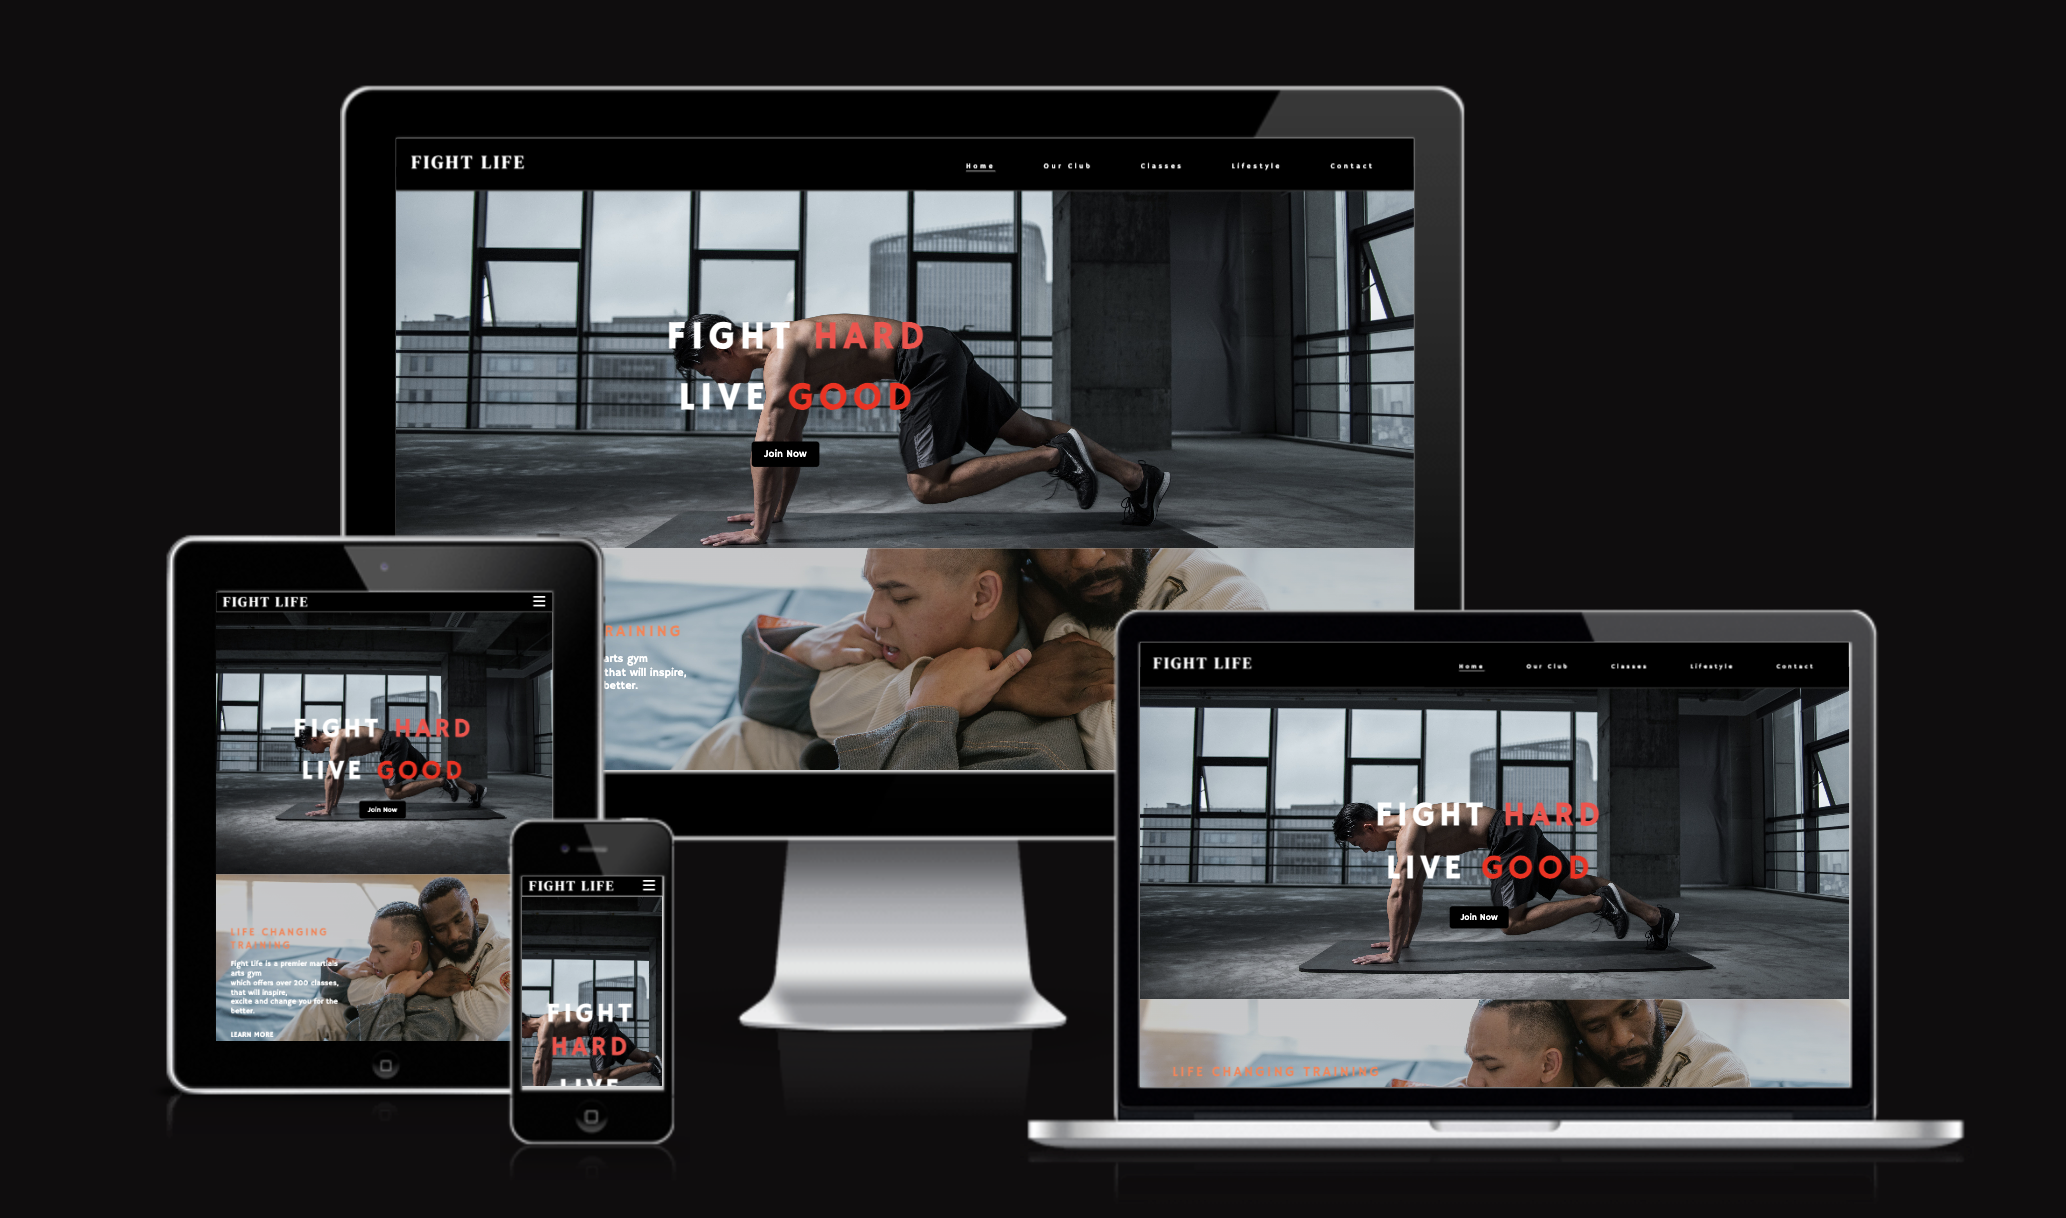 FIGHT LIFE
Home Our Club Classes Lifestyle Contact
FIGHT HARD
LIVE GOOD
Join Now
RAINING
arts gym
that will inspire,
better.
FIGHT LIFE
FIGHT HARD
LIVE GOOD
Join Now
LIFE CHANGING
TRAINING
Fight Life is a premier martials
arts gym
which offers over 200 classes,
that will inspire,
excite and change you for the
better.
LEARN MORE
FIGHT LIFE
FIGHT
HARD
LIVE
FIGHT LIFE
Home Our Club Classes Lifestyle Contact
FIGHT HARD
LIVE GOOD
Join Now
LIFE CHANGING TRAINING